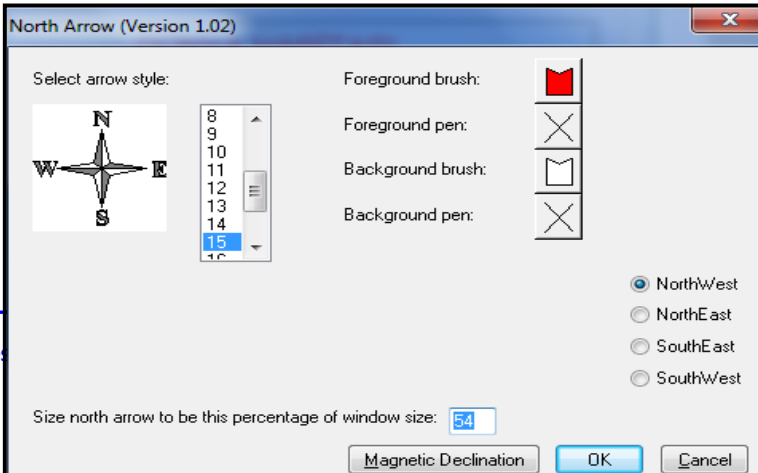 North Arrow (Version 1.02)
Select arrow style:
N
W E
S
8
9
10
11
12
13
14
15
Foreground brush:
Foreground pen:
Background brush:
Background pen:
NorthWest
NorthEast
SouthEast
SouthWest
Size north arrow to be this percentage of window size: 54
Magnetic Declination OK Cancel